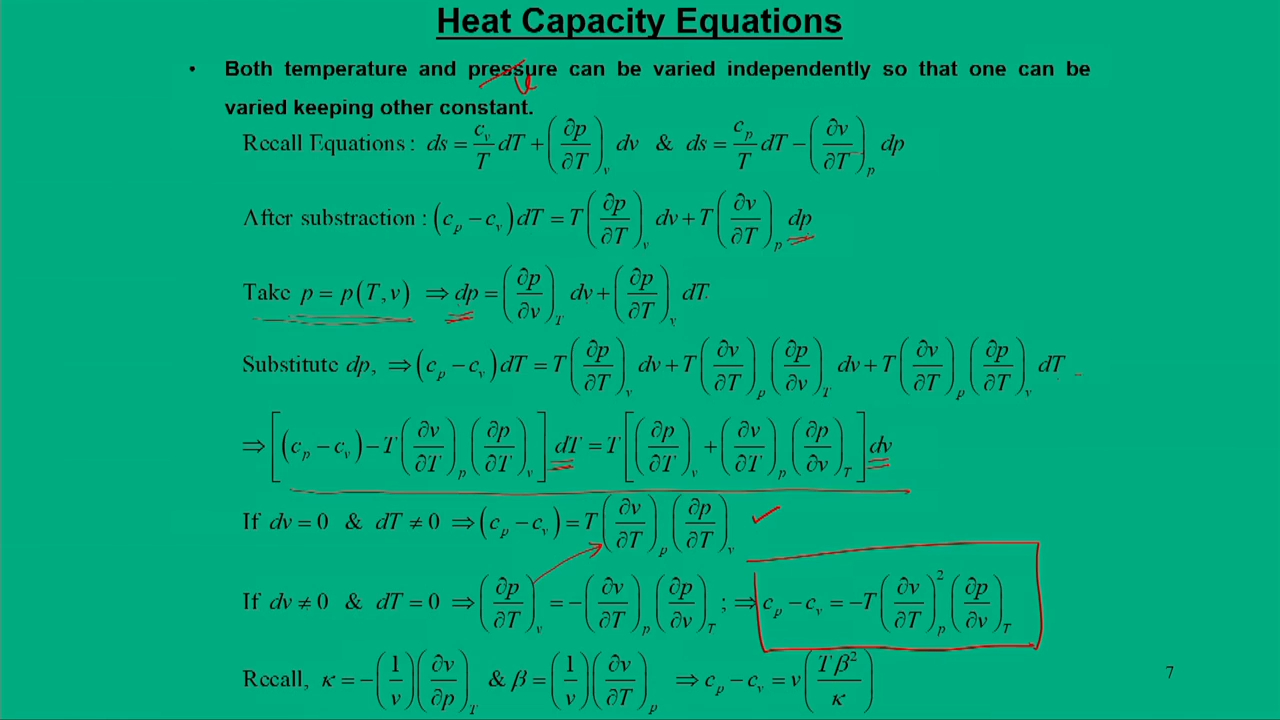 Heat Capacity Equations
• Both temperature and pressure can be varied independently so that one can be
v
varied keeping other constant.
Recall Equations : ds = (c_v/T) dT + (∂p/∂T)_v dv & ds = (c_p/T) dT − (∂v/∂T)_p dp
After substraction : (c_p − c_v) dT = T (∂p/∂T)_v dv + T (∂v/∂T)_p dp
Take p = p(T, v) ⇒ dp = (∂p/∂v)_T dv + (∂p/∂T)_v dT
Substitute dp, ⇒ (c_p − c_v) dT = T (∂p/∂T)_v dv + T (∂v/∂T)_p (∂p/∂v)_T dv + T (∂v/∂T)_p (∂p/∂T)_v dT
⇒ [(c_p − c_v) − T (∂v/∂T)_p (∂p/∂T)_v] dT = T [(∂p/∂T)_v + (∂v/∂T)_p (∂p/∂v)_T] dv
If dv = 0 & dT ≠ 0 ⇒ (c_p − c_v) = T (∂v/∂T)_p (∂p/∂T)_v ✓
If dv ≠ 0 & dT = 0 ⇒ (∂p/∂T)_v = −(∂v/∂T)_p (∂p/∂v)_T ; ⇒ c_p − c_v = −T (∂v/∂T)_p^2 (∂p/∂v)_T
Recall, κ = −(1/v)(∂v/∂p)_T & β = (1/v)(∂v/∂T)_p ⇒ c_p − c_v = v (Tβ^2/κ)
7